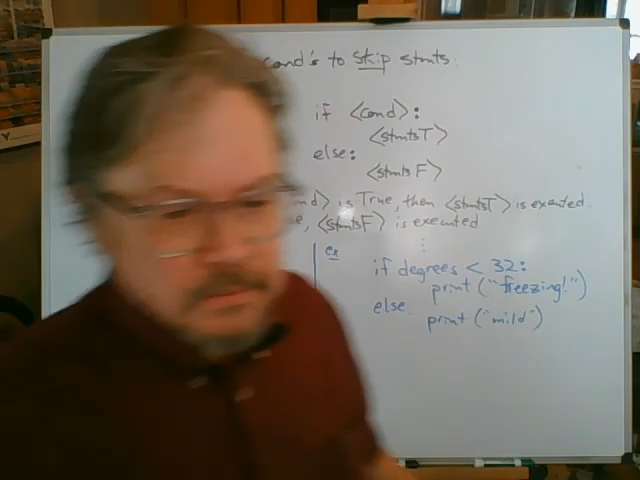 cond's to skip stmts.
if <cond>:
<stmtsT>
else:
<stmtsF>
is True, then <stmtsT> is executed.
<stmtsF> is executed
ex
if degrees < 32:
print("freezing!")
else.
print("mild")